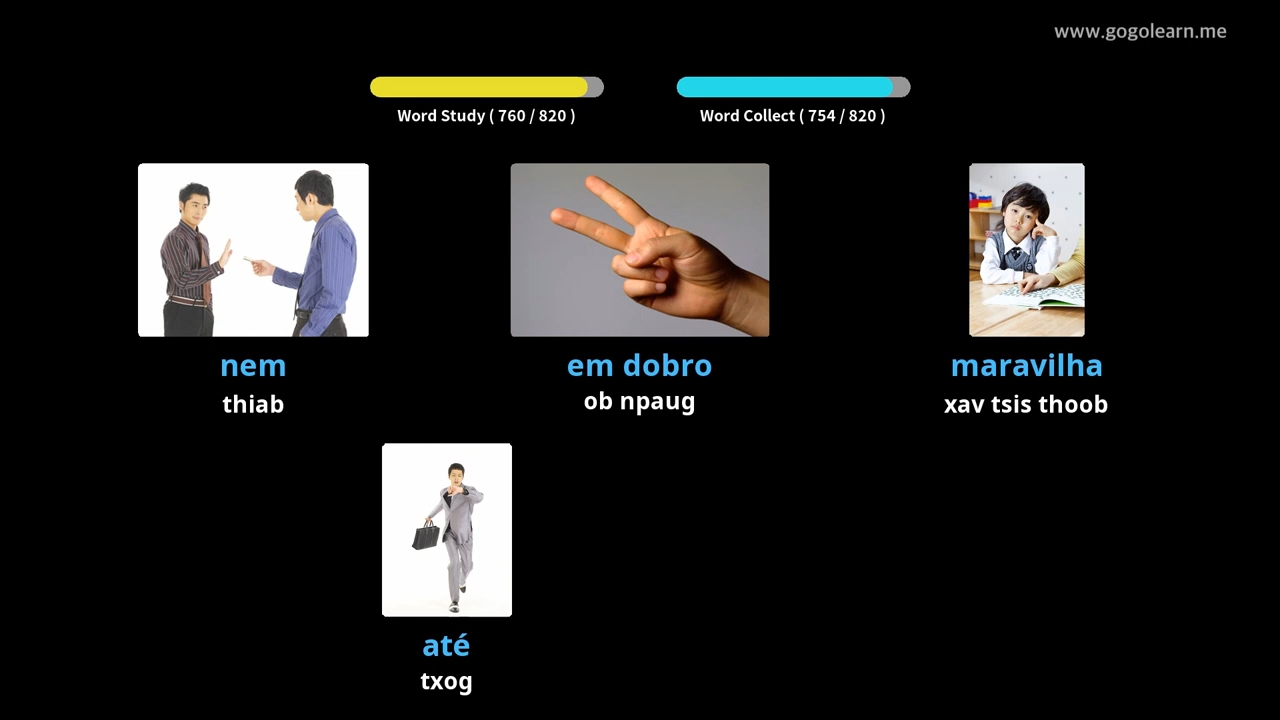 www.gogolearn.me
Word Study ( 760 / 820 )
Word Collect ( 754 / 820 )
nem
thiab
em dobro
ob npaug
maravilha
xav tsis thoob
até
txog